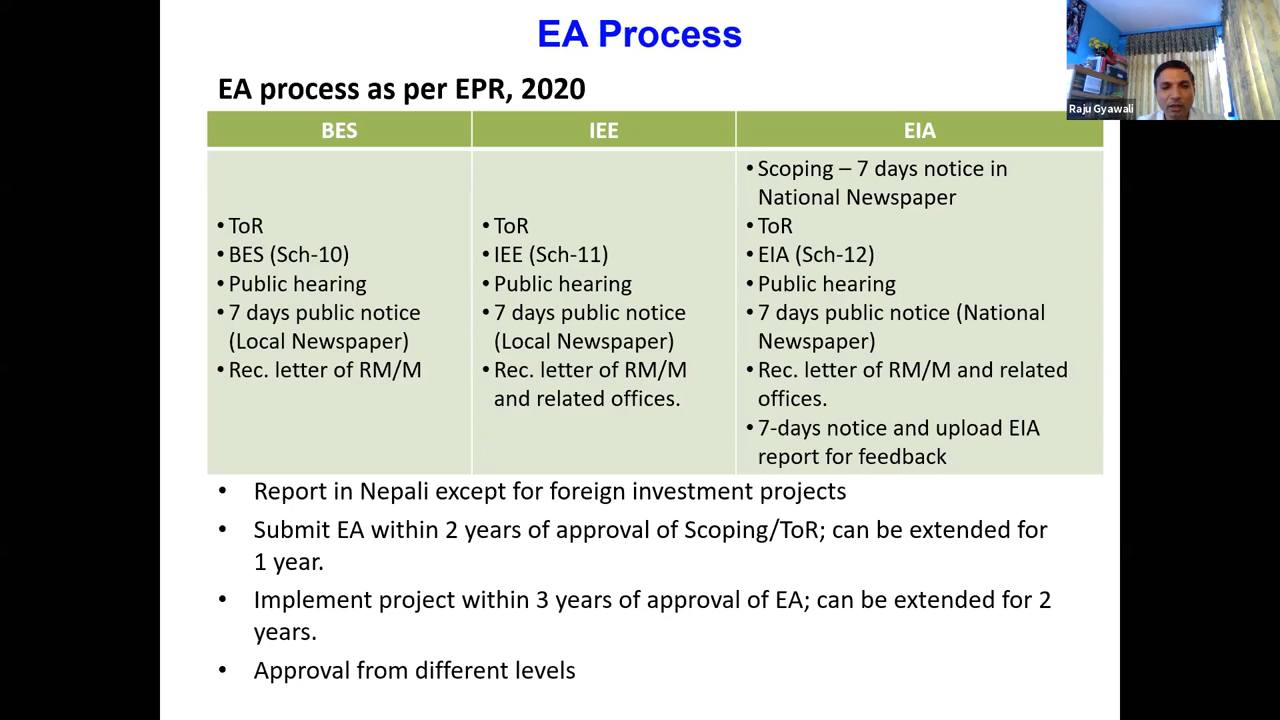 EA Process
EA process as per EPR, 2020
Raju Gyawali
BES
IEE
EIA
• ToR
• BES (Sch-10)
• Public hearing
• 7 days public notice
(Local Newspaper)
• Rec. letter of RM/M
• ToR
• IEE (Sch-11)
• Public hearing
• 7 days public notice
(Local Newspaper)
• Rec. letter of RM/M
and related offices.
• Scoping – 7 days notice in
National Newspaper
• ToR
• EIA (Sch-12)
• Public hearing
• 7 days public notice (National
Newspaper)
• Rec. letter of RM/M and related
offices.
• 7-days notice and upload EIA
report for feedback
• Report in Nepali except for foreign investment projects
• Submit EA within 2 years of approval of Scoping/ToR; can be extended for
1 year.
• Implement project within 3 years of approval of EA; can be extended for 2
years.
• Approval from different levels